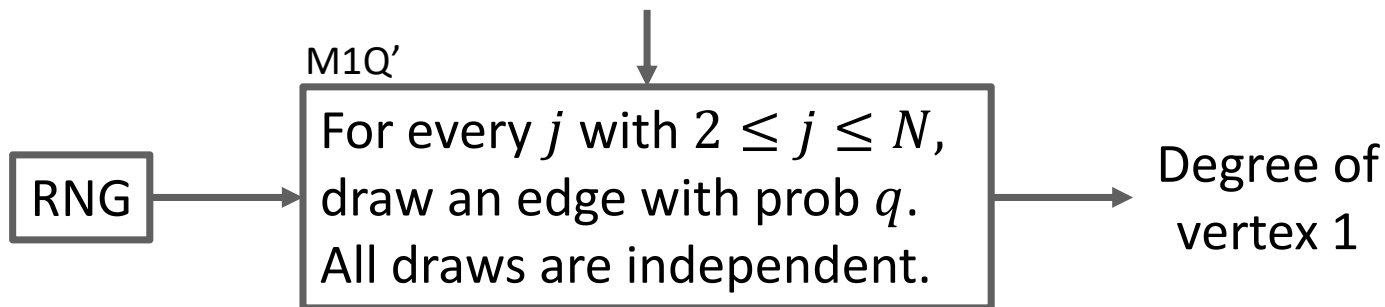 M1Q’
For every 𝑗 with 2 ≤ 𝑗 ≤ 𝑁,
draw an edge with prob 𝑞.
All draws are independent.
RNG
Degree of
vertex 1